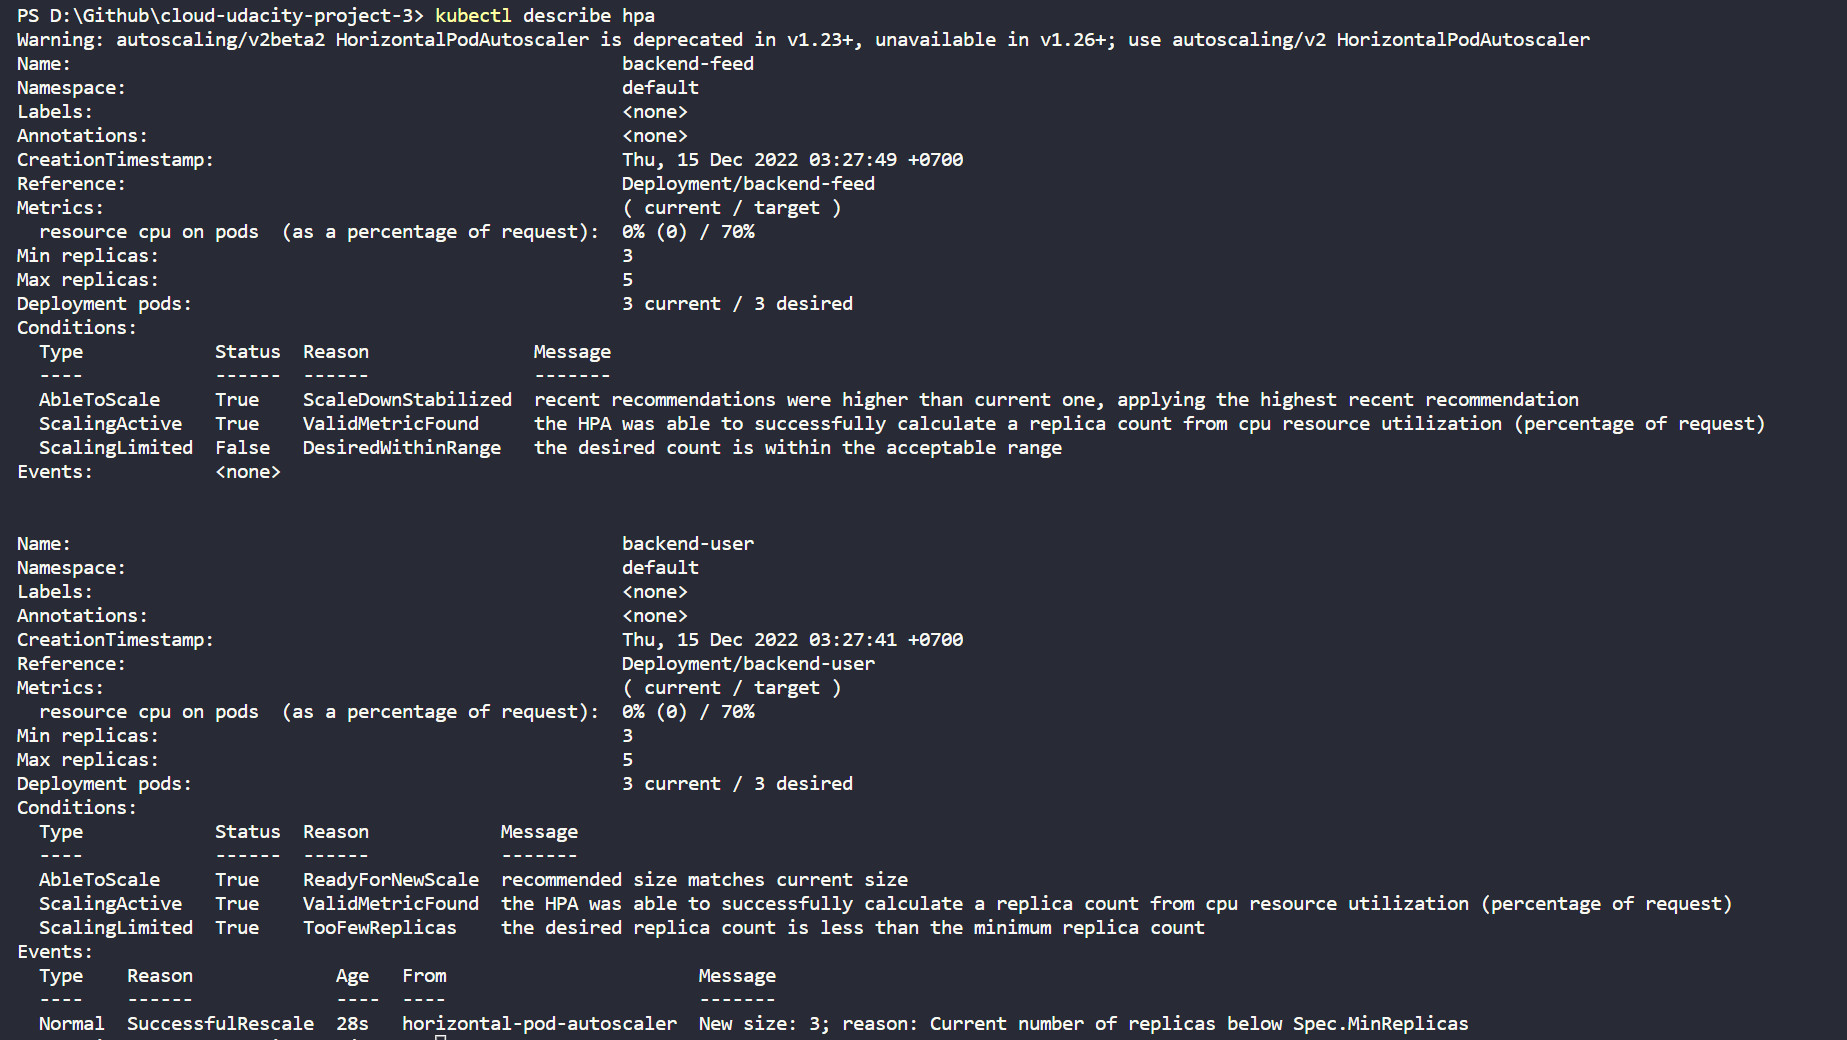 PS D:\Github\cloud-udacity-project-3> kubectl describe hpa
Warning: autoscaling/v2beta2 HorizontalPodAutoscaler is deprecated in v1.23+, unavailable in v1.26+; use autoscaling/v2 HorizontalPodAutoscaler
Name: backend-feed
Namespace: default
Labels: <none>
Annotations: <none>
CreationTimestamp: Thu, 15 Dec 2022 03:27:49 +0700
Reference: Deployment/backend-feed
Metrics: ( current / target )
resource cpu on pods (as a percentage of request): 0% (0) / 70%
Min replicas: 3
Max replicas: 5
Deployment pods: 3 current / 3 desired
Conditions:
Type Status Reason Message
---- ------ ------ -------
AbleToScale True ScaleDownStabilized recent recommendations were higher than current one, applying the highest recent recommendation
ScalingActive True ValidMetricFound the HPA was able to successfully calculate a replica count from cpu resource utilization (percentage of request)
ScalingLimited False DesiredWithinRange the desired count is within the acceptable range
Events: <none>
Name: backend-user
Namespace: default
Labels: <none>
Annotations: <none>
CreationTimestamp: Thu, 15 Dec 2022 03:27:41 +0700
Reference: Deployment/backend-user
Metrics: ( current / target )
resource cpu on pods (as a percentage of request): 0% (0) / 70%
Min replicas: 3
Max replicas: 5
Deployment pods: 3 current / 3 desired
Conditions:
Type Status Reason Message
---- ------ ------ -------
AbleToScale True ReadyForNewScale recommended size matches current size
ScalingActive True ValidMetricFound the HPA was able to successfully calculate a replica count from cpu resource utilization (percentage of request)
ScalingLimited True TooFewReplicas the desired replica count is less than the minimum replica count
Events:
Type Reason Age From Message
---- ------ ---- ---- -------
Normal SuccessfulRescale 28s horizontal-pod-autoscaler New size: 3; reason: Current number of replicas below Spec.MinReplicas